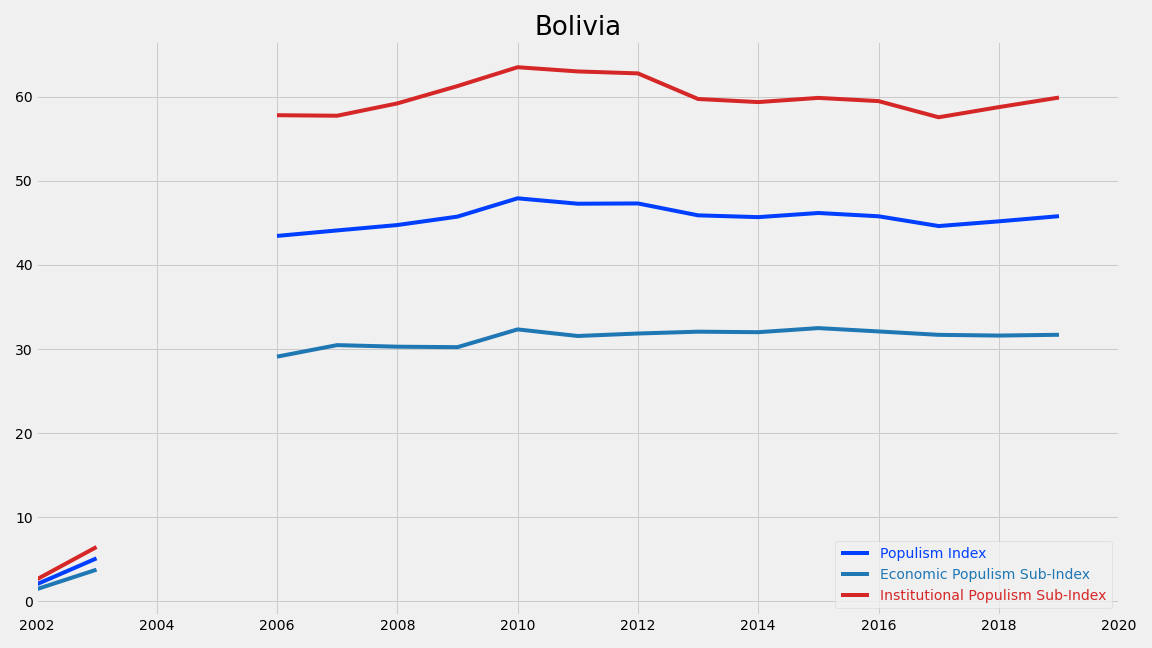 Bolivia
60
50
40
30
20
10
0
2002 2004 2006 2008 2010 2012 2014 2016 2018 2020
Populism Index
Economic Populism Sub-Index
Institutional Populism Sub-Index